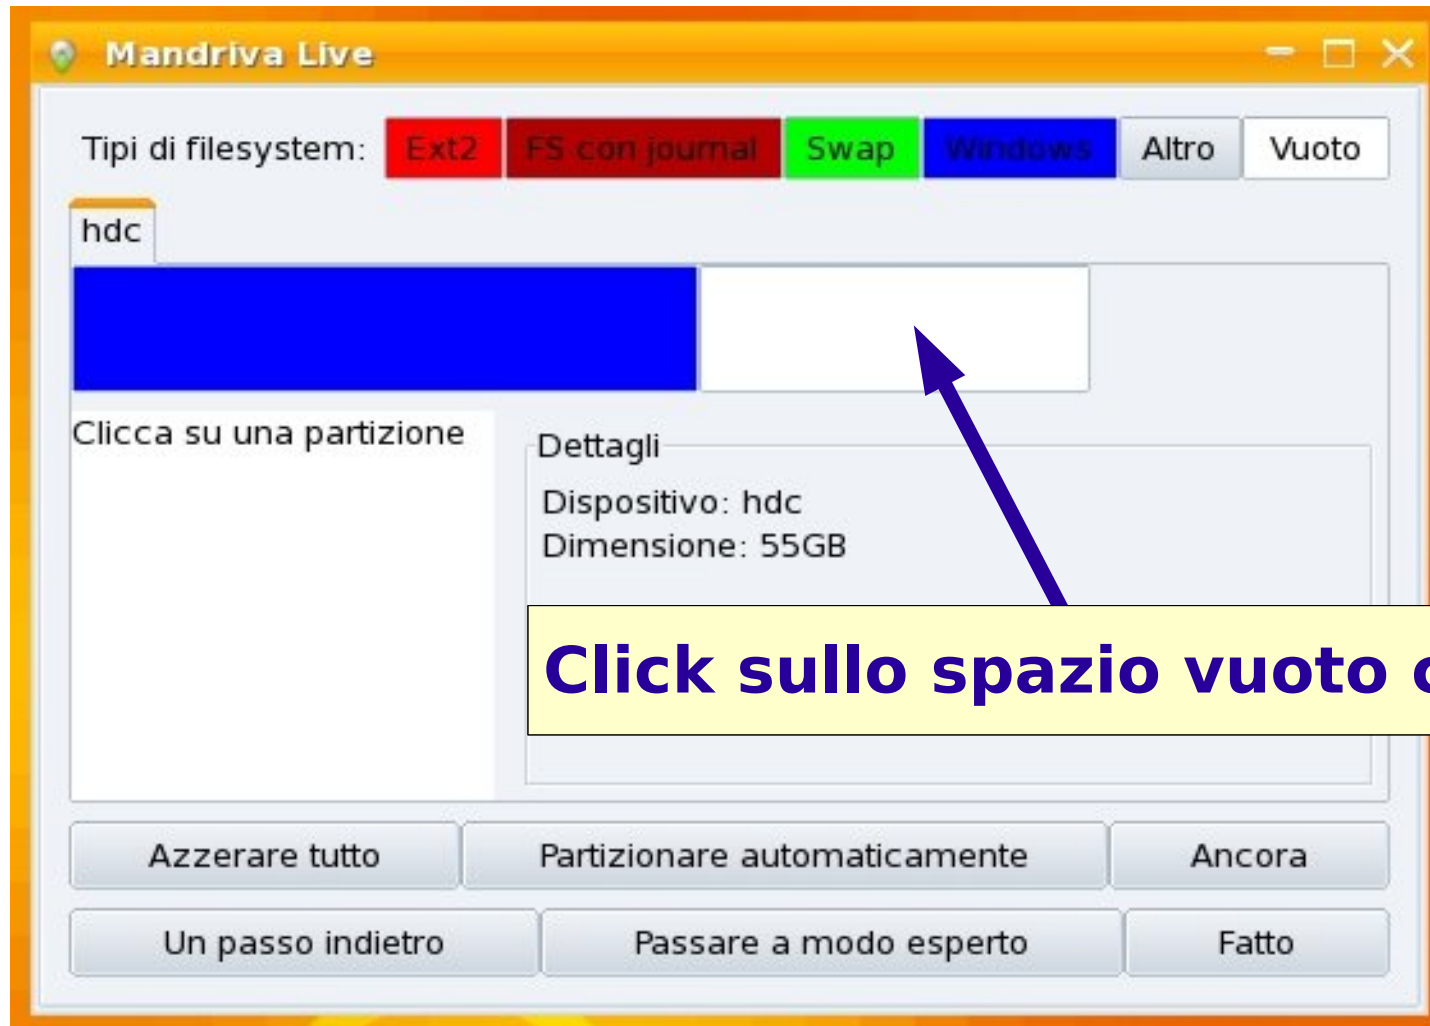 Mandriva Live
Tipi di filesystem: Ext2 FS con journal Swap Windows Altro Vuoto
hdc
Clicca su una partizione
Dettagli
Dispositivo: hdc
Dimensione: 55GB
Click sullo spazio vuoto
Azzerare tutto Partizionare automaticamente Ancora
Un passo indietro Passare a modo esperto Fatto